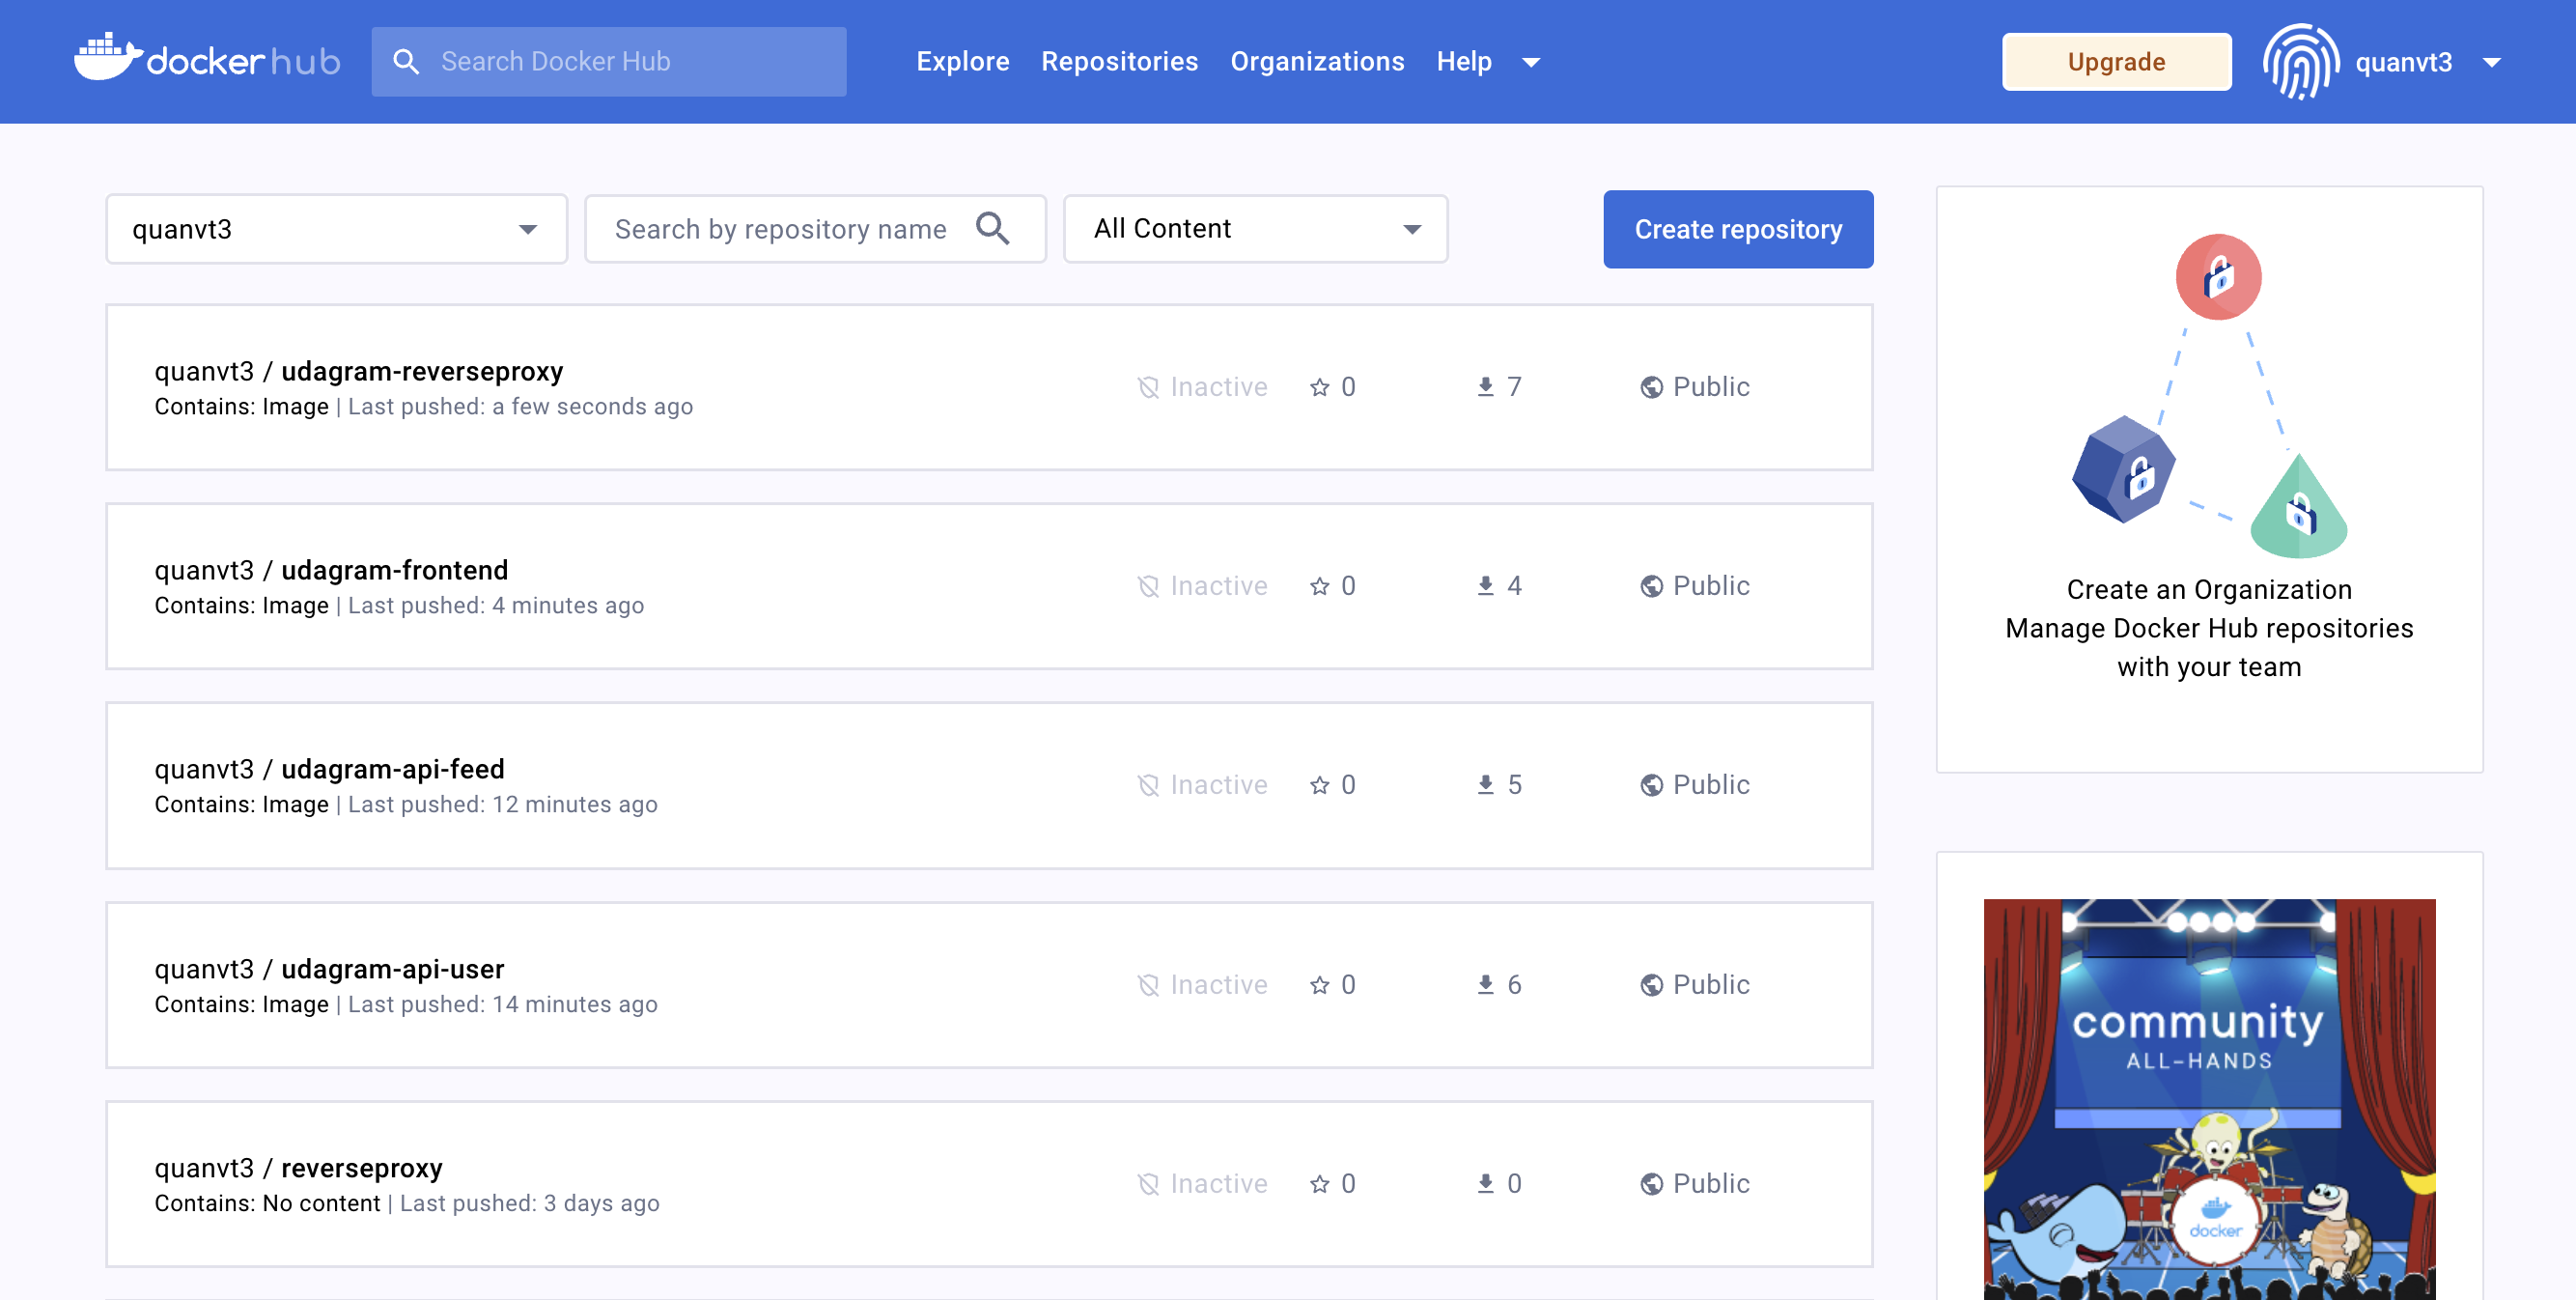 docker hub
Search Docker Hub
Explore Repositories Organizations Help
Upgrade
quanvt3
quanvt3
Search by repository name
All Content
Create repository
quanvt3 / udagram-reverseproxy
Contains: Image | Last pushed: a few seconds ago
Inactive 0 7 Public
quanvt3 / udagram-frontend
Contains: Image | Last pushed: 4 minutes ago
Inactive 0 4 Public
quanvt3 / udagram-api-feed
Contains: Image | Last pushed: 12 minutes ago
Inactive 0 5 Public
quanvt3 / udagram-api-user
Contains: Image | Last pushed: 14 minutes ago
Inactive 0 6 Public
quanvt3 / reverseproxy
Contains: No content | Last pushed: 3 days ago
Inactive 0 0 Public
Create an Organization
Manage Docker Hub repositories
with your team
community
ALL-HANDS
docker